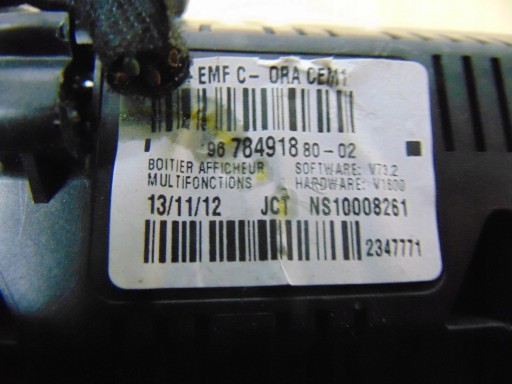 EMF C- ORA CEM1
96 784918 80-02
BOITIER AFFICHEUR SOFTWARE: V73.2
MULTIFONCTIONS HARDWARE: V1600
13/11/12 JCT NS10008261
2347771